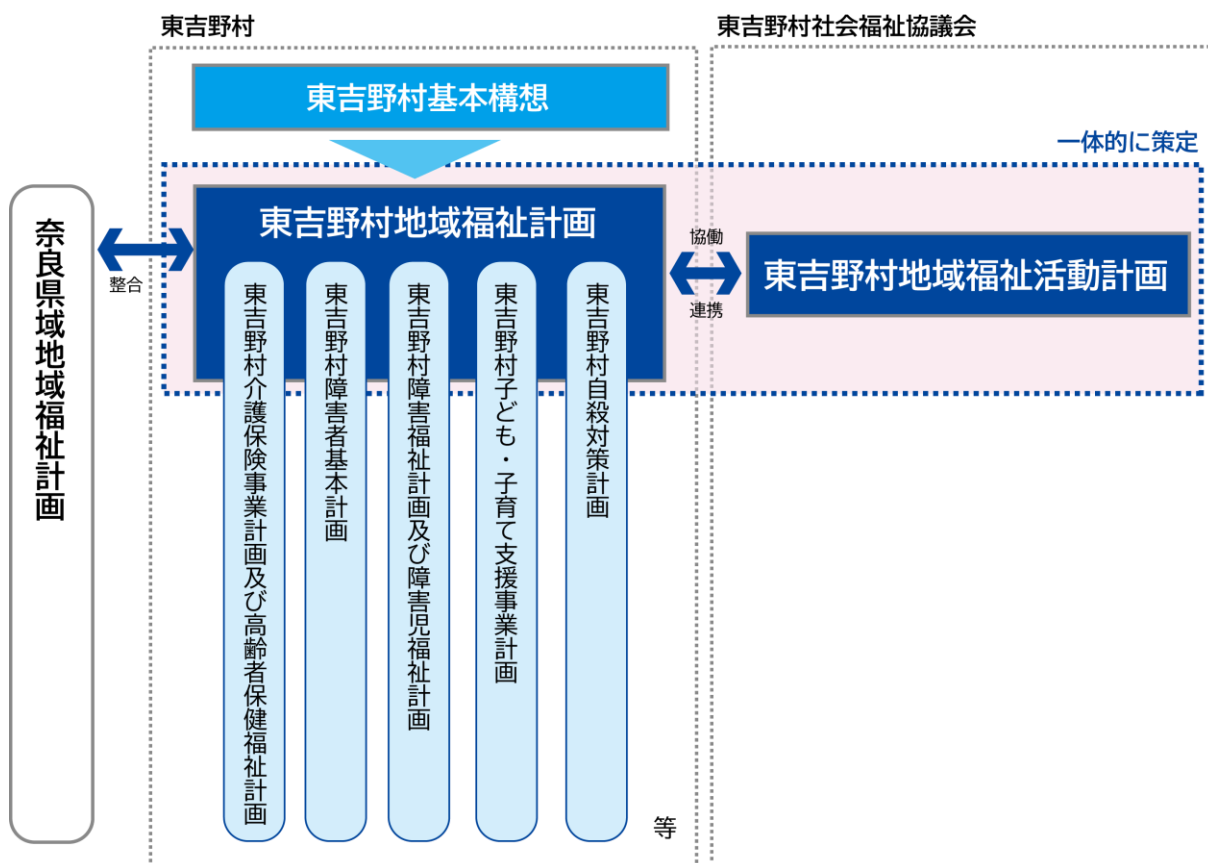 東吉野村
東吉野村社会福祉協議会
東吉野村基本構想
一体的に策定
奈良県域地域福祉計画
整合
東吉野村地域福祉計画
協働
連携
東吉野村地域福祉活動計画
東吉野村介護保険事業計画及び高齢者保健福祉計画
東吉野村障害者基本計画
東吉野村障害福祉計画及び障害児福祉計画
東吉野村子ども・子育て支援事業計画
東吉野村自殺対策計画
等